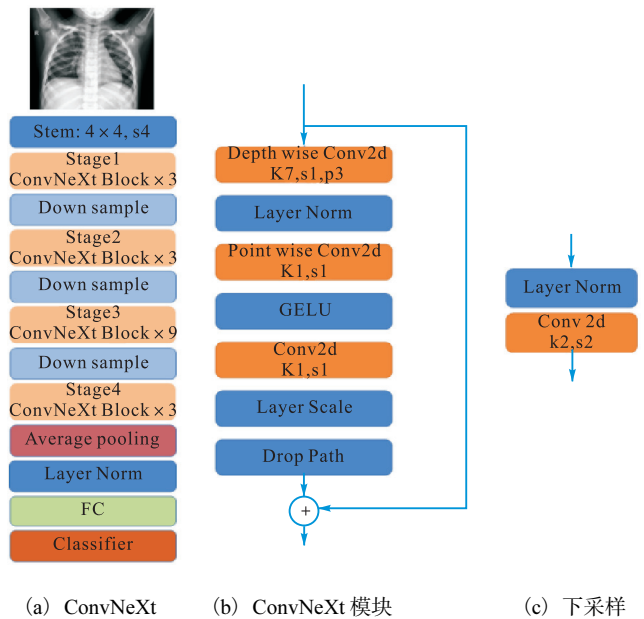 Stem: 4 × 4, s4
Stage1
ConvNeXt Block × 3
Down sample
Stage2
ConvNeXt Block × 3
Down sample
Stage3
ConvNeXt Block × 9
Down sample
Stage4
ConvNeXt Block × 3
Average pooling
Layer Norm
FC
Classifier
(a) ConvNeXt
Depth wise Conv2d
K7,s1,p3
Layer Norm
Point wise Conv2d
K1,s1
GELU
Conv2d
K1,s1
Layer Scale
Drop Path
+
(b) ConvNeXt 模块
Layer Norm
Conv 2d
k2,s2
(c) 下采样